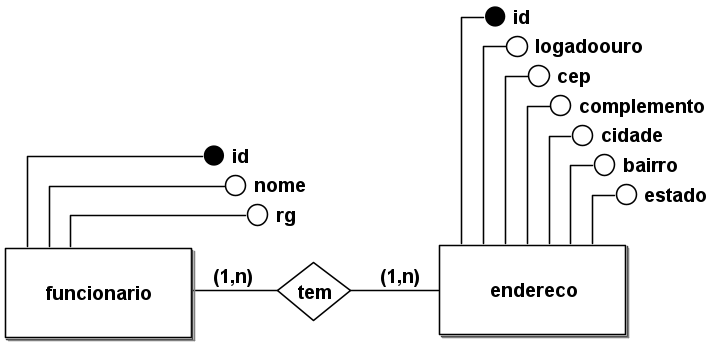 id
logadoouro
cep
complemento
cidade
bairro
estado
id
nome
rg
funcionario
(1,n)
tem
(1,n)
endereco